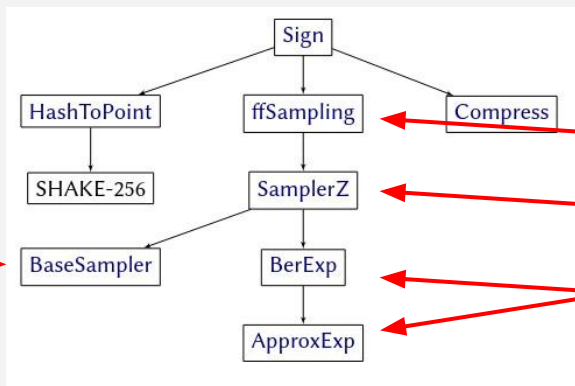 Sign
HashToPoint
ffSampling
Compress
SHAKE-256
SamplerZ
BaseSampler
BerExp
ApproxExp